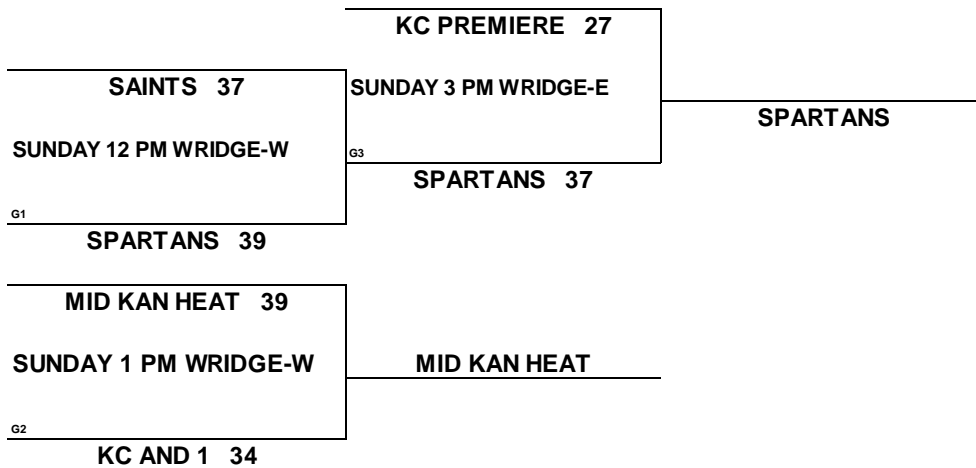 KC PREMIERE 27
SAINTS 37
SUNDAY 3 PM WRIDGE-E
SPARTANS
SUNDAY 12 PM WRIDGE-W
G3
SPARTANS 37
G1
SPARTANS 39
MID KAN HEAT 39
SUNDAY 1 PM WRIDGE-W
MID KAN HEAT
G2
KC AND 1 34